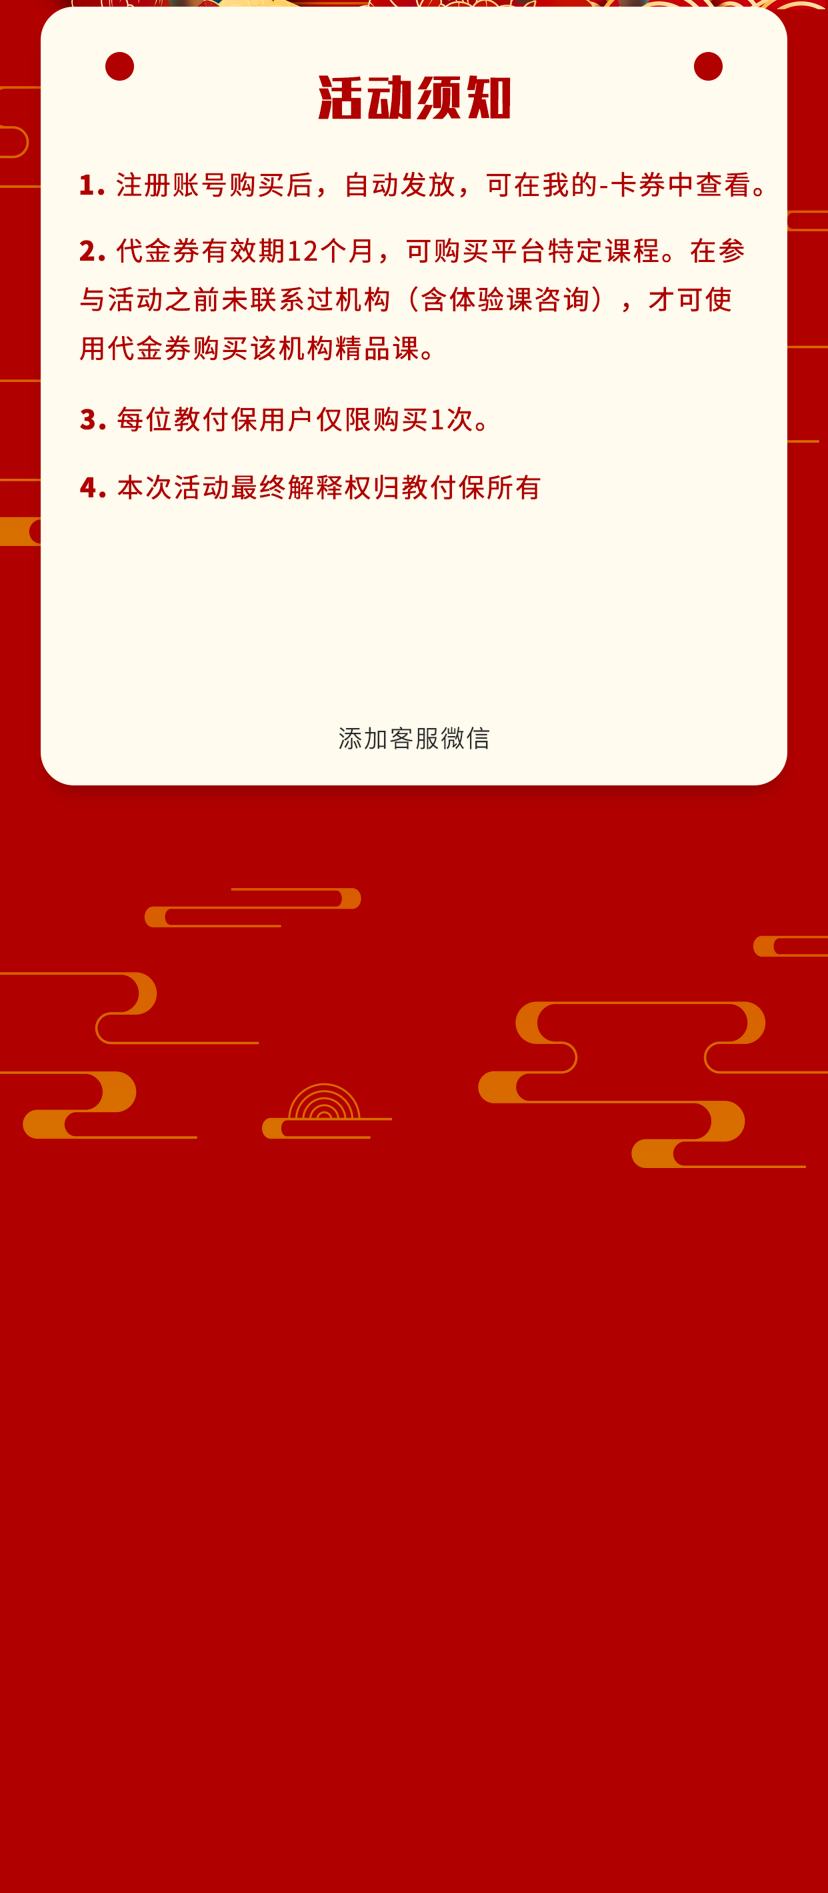 活动须知
1. 注册账号购买后，自动发放，可在我的-卡券中查看。
2. 代金券有效期12个月，可购买平台特定课程。在参
与活动之前未联系过机构（含体验课咨询），才可使
用代金券购买该机构精品课。
3. 每位教付保用户仅限购买1次。
4. 本次活动最终解释权归教付保所有
添加客服微信